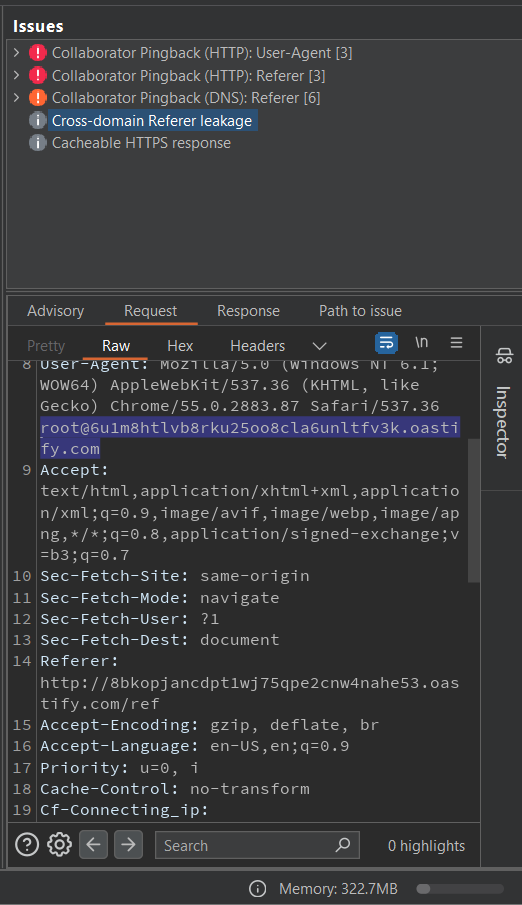 Issues
Collaborator Pingback (HTTP): User-Agent [3]
Collaborator Pingback (HTTP): Referer [3]
Collaborator Pingback (DNS): Referer [6]
Cross-domain Referer leakage
Cacheable HTTPS response
Advisory Request Response Path to issue
Pretty Raw Hex Headers \n
8 User-Agent: Mozilla/5.0 (Windows NT 6.1;
WOW64) AppleWebKit/537.36 (KHTML, like
Gecko) Chrome/55.0.2883.87 Safari/537.36
root@6u1m8htlvb8rku25oo8cla6unltfv3k.oasti
fy.com
9 Accept:
text/html,application/xhtml+xml,applicatio
n/xml;q=0.9,image/avif,image/webp,image/ap
ng,*/*;q=0.8,application/signed-exchange;v
=b3;q=0.7
10 Sec-Fetch-Site: same-origin
11 Sec-Fetch-Mode: navigate
12 Sec-Fetch-User: ?1
13 Sec-Fetch-Dest: document
14 Referer:
http://8bkopjancdpt1wj75qpe2cnw4nahe53.oas
tify.com/ref
15 Accept-Encoding: gzip, deflate, br
16 Accept-Language: en-US,en;q=0.9
17 Priority: u=0, i
18 Cache-Control: no-transform
19 Cf-Connecting_ip:
Inspector
Search
0 highlights
Memory: 322.7MB